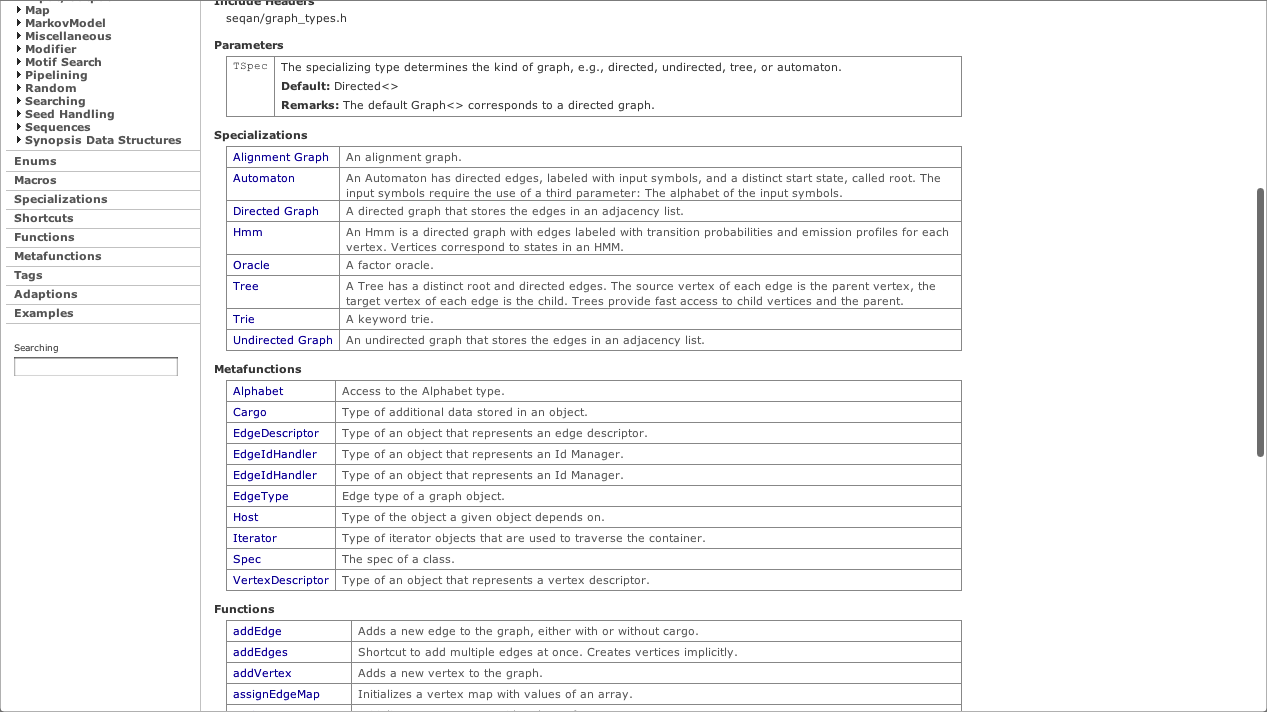 Map
MarkovModel
Miscellaneous
Modifier
Motif Search
Pipelining
Random
Searching
Seed Handling
Sequences
Synopsis Data Structures
Enums
Macros
Specializations
Shortcuts
Functions
Metafunctions
Tags
Adaptions
Examples
Searching
Include Headers
seqan/graph_types.h
Parameters
TSpec The specializing type determines the kind of graph, e.g., directed, undirected, tree, or automaton.
Default: Directed<>
Remarks: The default Graph<> corresponds to a directed graph.
Specializations
Alignment Graph An alignment graph.
Automaton An Automaton has directed edges, labeled with input symbols, and a distinct start state, called root. The
input symbols require the use of a third parameter: The alphabet of the input symbols.
Directed Graph A directed graph that stores the edges in an adjacency list.
Hmm An Hmm is a directed graph with edges labeled with transition probabilities and emission profiles for each
vertex. Vertices correspond to states in an HMM.
Oracle A factor oracle.
Tree A Tree has a distinct root and directed edges. The source vertex of each edge is the parent vertex, the
target vertex of each edge is the child. Trees provide fast access to child vertices and the parent.
Trie A keyword trie.
Undirected Graph An undirected graph that stores the edges in an adjacency list.
Metafunctions
Alphabet Access to the Alphabet type.
Cargo Type of additional data stored in an object.
EdgeDescriptor Type of an object that represents an edge descriptor.
EdgeIdHandler Type of an object that represents an Id Manager.
EdgeIdHandler Type of an object that represents an Id Manager.
EdgeType Edge type of a graph object.
Host Type of the object a given object depends on.
Iterator Type of iterator objects that are used to traverse the container.
Spec The spec of a class.
VertexDescriptor Type of an object that represents a vertex descriptor.
Functions
addEdge Adds a new edge to the graph, either with or without cargo.
addEdges Shortcut to add multiple edges at once. Creates vertices implicitly.
addVertex Adds a new vertex to the graph.
assignEdgeMap Initializes a vertex map with values of an array.